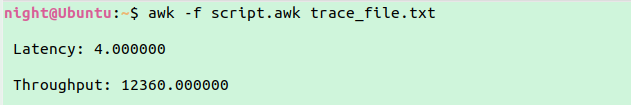 night@Ubuntu:~$ awk -f script.awk trace_file.txt
Latency: 4.000000
Throughput: 12360.000000